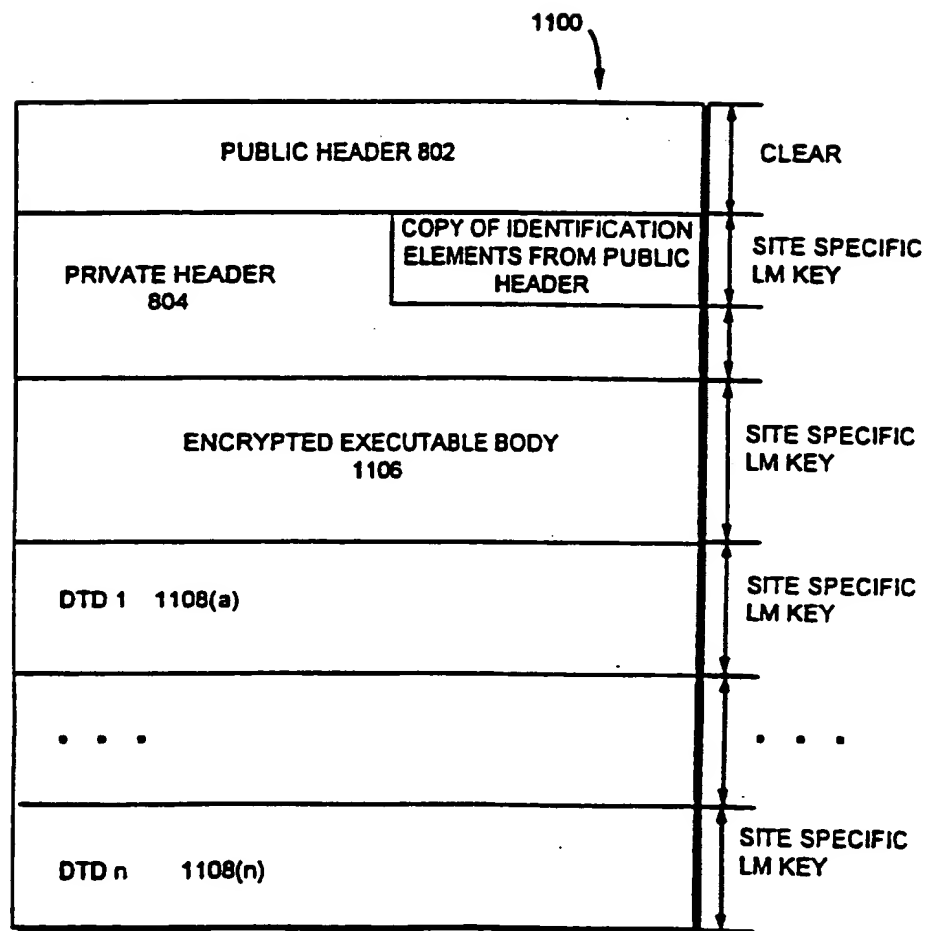 1100
PUBLIC HEADER 802
CLEAR
COPY OF IDENTIFICATION
ELEMENTS FROM PUBLIC
HEADER
PRIVATE HEADER
804
SITE SPECIFIC
LM KEY
ENCRYPTED EXECUTABLE BODY
1106
SITE SPECIFIC
LM KEY
DTD 1 1108(a)
SITE SPECIFIC
LM KEY
• • •
• • •
DTD n 1108(n)
SITE SPECIFIC
LM KEY